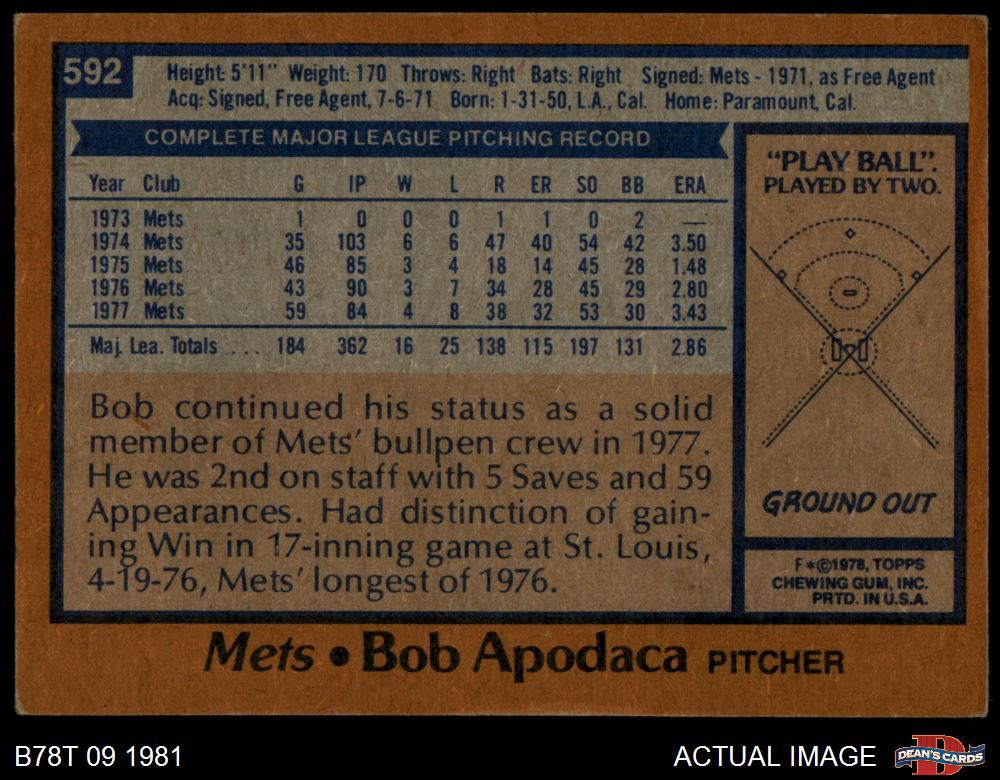 592
Height: 5'11" Weight: 170 Throws: Right Bats: Right Signed: Mets - 1971, as Free Agent
Acq: Signed, Free Agent, 7-6-71 Born: 1-31-50, L.A., Cal. Home: Paramount, Cal.
COMPLETE MAJOR LEAGUE PITCHING RECORD
Year Club G IP W L R ER SO BB ERA
1973 Mets 1 0 0 0 1 1 0 2 —
1974 Mets 35 103 6 6 47 40 54 42 3.50
1975 Mets 46 85 3 4 18 14 45 28 1.48
1976 Mets 43 90 3 7 34 28 45 29 2.80
1977 Mets 59 84 4 8 38 32 53 30 3.43
Maj. Lea. Totals . . . 184 362 16 25 138 115 197 131 2.86
Bob continued his status as a solid
member of Mets' bullpen crew in 1977.
He was 2nd on staff with 5 Saves and 59
Appearances. Had distinction of gain-
ing Win in 17-inning game at St. Louis,
4-19-76, Mets' longest of 1976.
"PLAY BALL".
PLAYED BY TWO.
GROUND OUT
F*©1978, TOPPS
CHEWING GUM, INC.
PRTD. IN U.S.A.
Mets • Bob Apodaca PITCHER
B78T 09 1981
ACTUAL IMAGE
D
DEAN'S CARDS